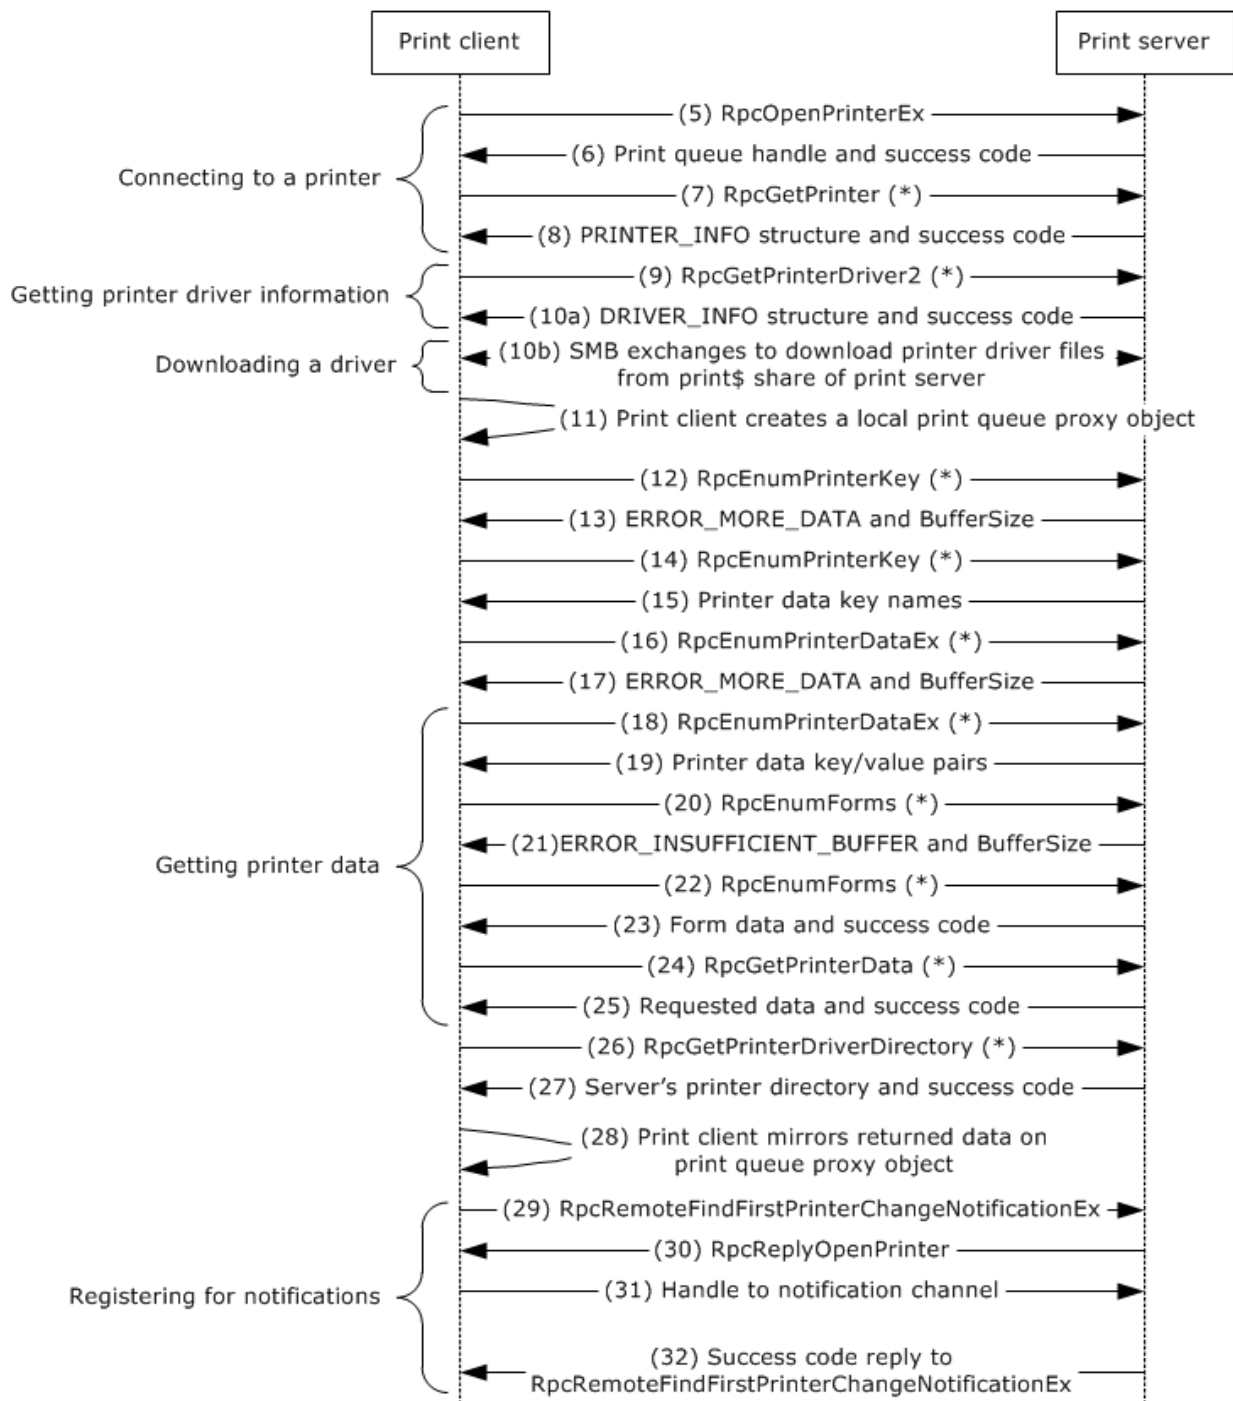 Print client
Print server
(5) RpcOpenPrinterEx
(6) Print queue handle and success code
Connecting to a printer
(7) RpcGetPrinter (*)
(8) PRINTER_INFO structure and success code
(9) RpcGetPrinterDriver2 (*)
Getting printer driver information
(10a) DRIVER_INFO structure and success code
(10b) SMB exchanges to download printer driver files
Downloading a driver
from print$ share of print server
(11) Print client creates a local print queue proxy object
(12) RpcEnumPrinterKey (*)
(13) ERROR_MORE_DATA and BufferSize
(14) RpcEnumPrinterKey (*)
(15) Printer data key names
(16) RpcEnumPrinterDataEx (*)
(17) ERROR_MORE_DATA and BufferSize
(18) RpcEnumPrinterDataEx (*)
(19) Printer data key/value pairs
(20) RpcEnumForms (*)
(21)ERROR_INSUFFICIENT_BUFFER and BufferSize
Getting printer data
(22) RpcEnumForms (*)
(23) Form data and success code
(24) RpcGetPrinterData (*)
(25) Requested data and success code
(26) RpcGetPrinterDriverDirectory (*)
(27) Server’s printer directory and success code
(28) Print client mirrors returned data on
print queue proxy object
(29) RpcRemoteFindFirstPrinterChangeNotificationEx
(30) RpcReplyOpenPrinter
Registering for notifications
(31) Handle to notification channel
(32) Success code reply to
RpcRemoteFindFirstPrinterChangeNotificationEx